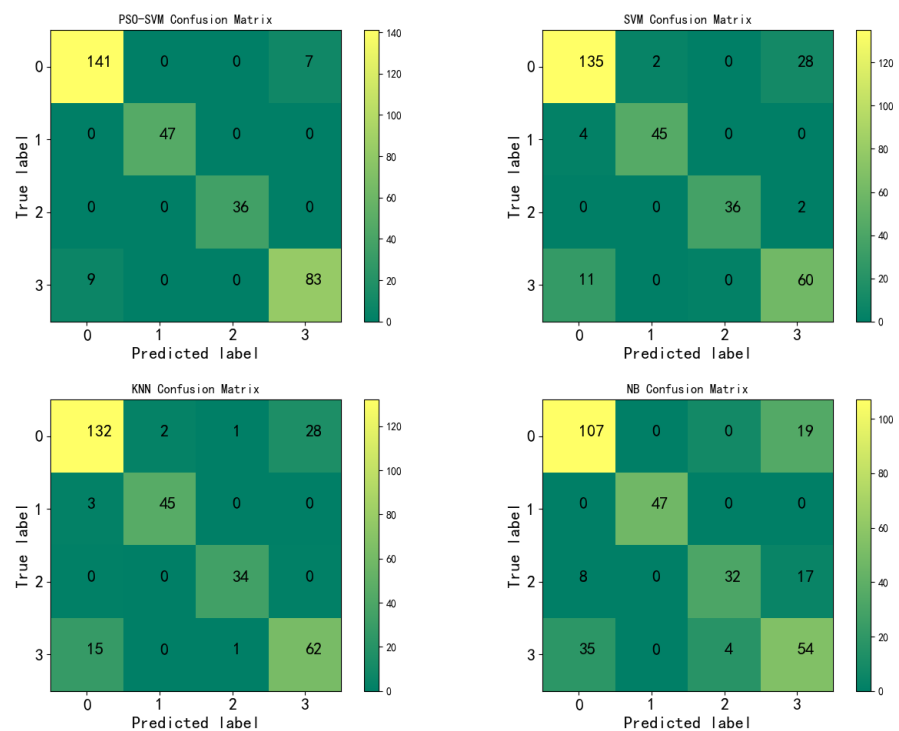 PSO-SVM Confusion Matrix
0 141 0 0 7
1 0 47 0 0
2 0 0 36 0
3 9 0 0 83
0 1 2 3
Predicted label
True label
140
120
100
80
60
40
20
0
SVM Confusion Matrix
0 135 2 0 28
1 4 45 0 0
2 0 0 36 2
3 11 0 0 60
0 1 2 3
Predicted label
True label
120
100
80
60
40
20
0
KNN Confusion Matrix
0 132 2 1 28
1 3 45 0 0
2 0 0 34 0
3 15 0 1 62
0 1 2 3
Predicted label
True label
120
100
80
60
40
20
0
NB Confusion Matrix
0 107 0 0 19
1 0 47 0 0
2 8 0 32 17
3 35 0 4 54
0 1 2 3
Predicted label
True label
100
80
60
40
20
0